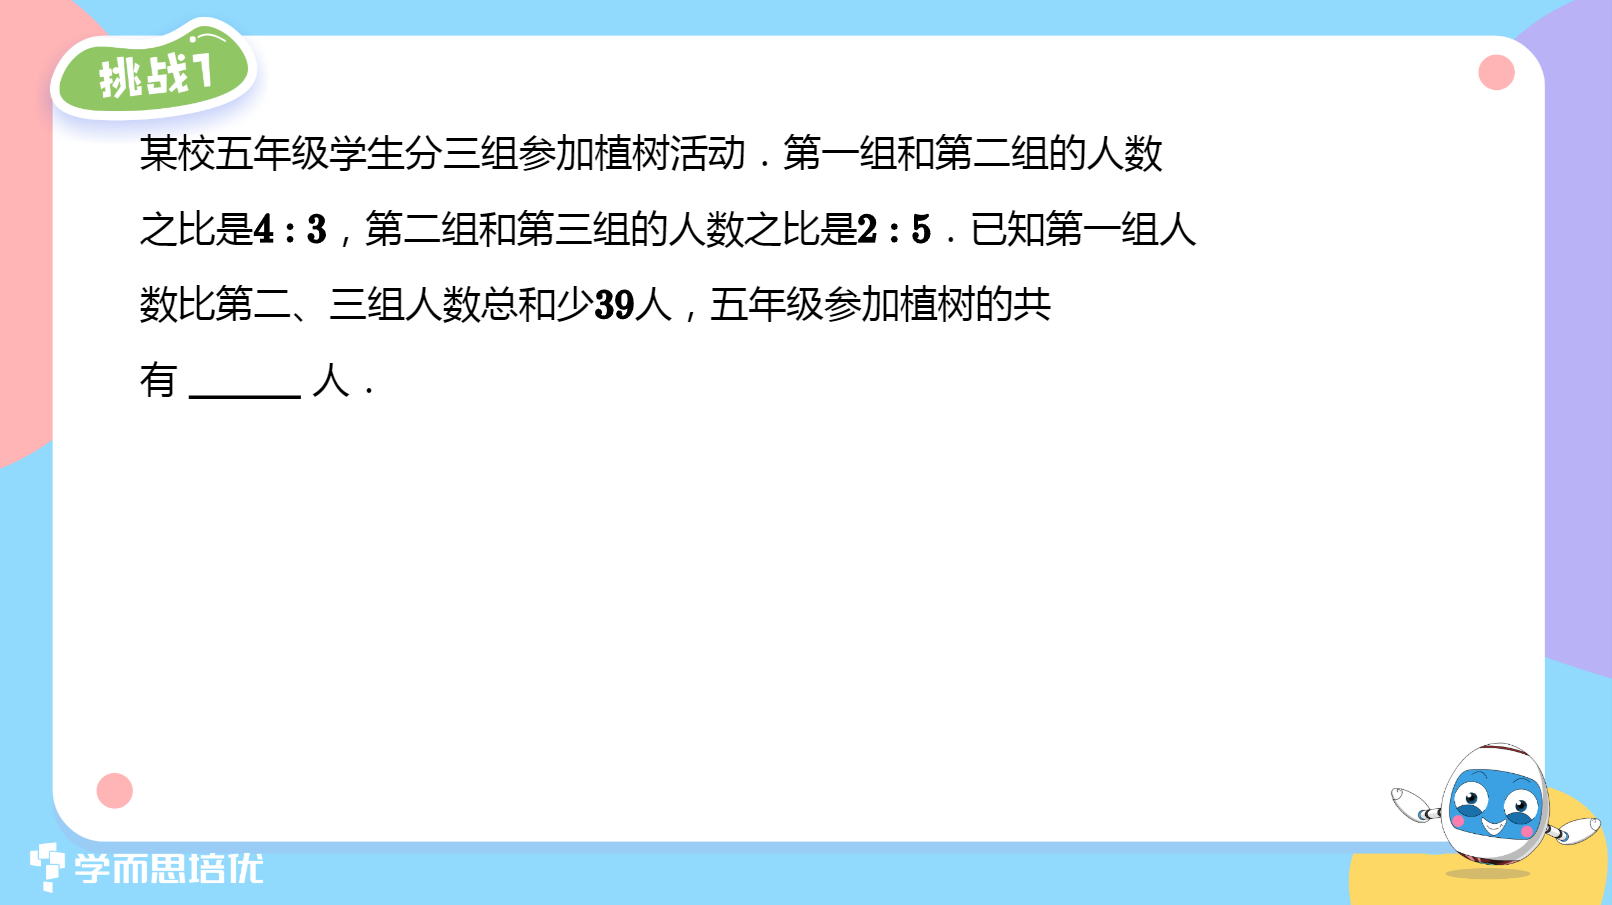 挑战1
某校五年级学生分三组参加植树活动．第一组和第二组的人数
之比是4 : 3，第二组和第三组的人数之比是2 : 5．已知第一组人
数比第二、三组人数总和少39人，五年级参加植树的共
有 ______ 人．
学而思培优